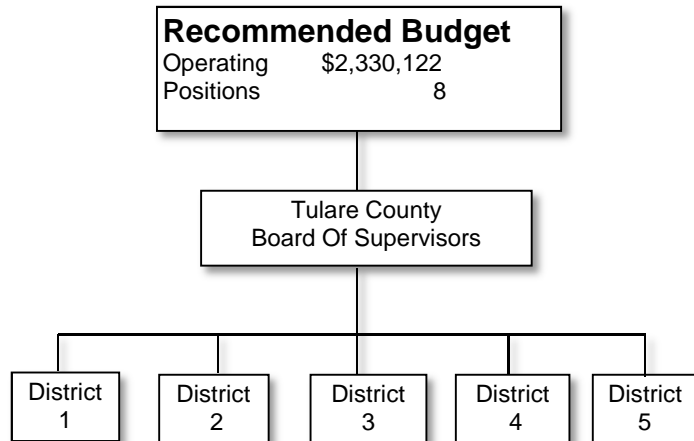 Recommended Budget
Operating $2,330,122
Positions 8
Tulare County
Board Of Supervisors
District
1
District
2
District
3
District
4
District
5